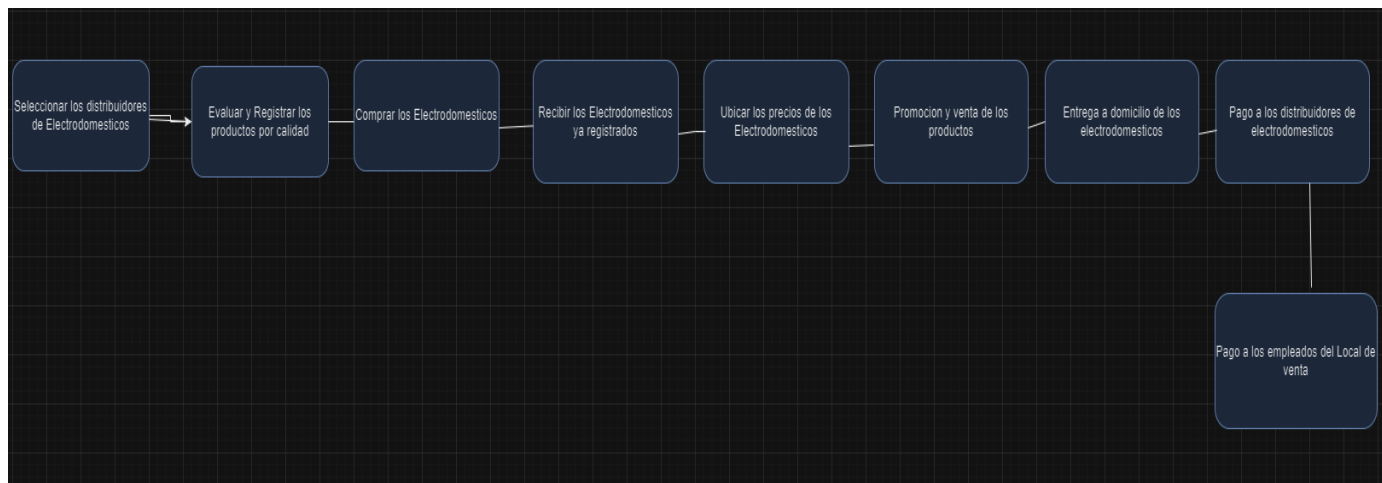 Seleccionar los distribuidores
de Electrodomesticos
Evaluar y Registrar los
productos por calidad
Comprar los Electrodomesticos
Recibir los Electrodomesticos
ya registrados
Ubicar los precios de los
Electrodomesticos
Promocion y venta de los
productos
Entrega a domicilio de los
electrodomesticos
Pago a los distribuidores de
electrodomesticos
Pago a los empleados del Local de
venta